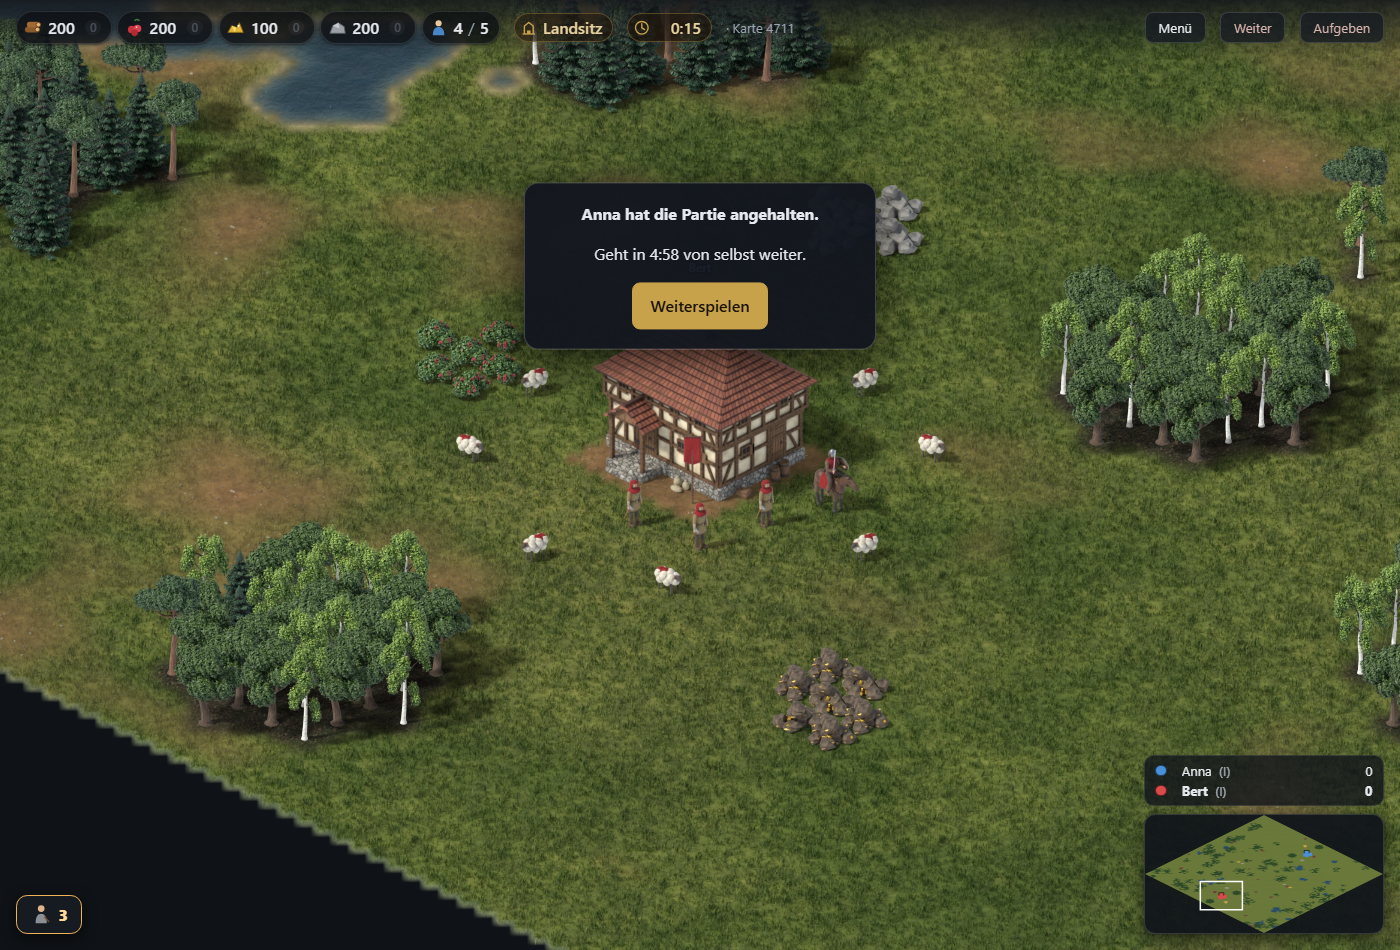 200 0 200 0 100 0 200 0 4 / 5 Landsitz 0:15 · Karte 4711 Menü Weiter Aufgeben
Anna hat die Partie angehalten.
Geht in 4:58 von selbst weiter.
Bert
Weiterspielen
Anna (I) 0
Bert (I) 0
3